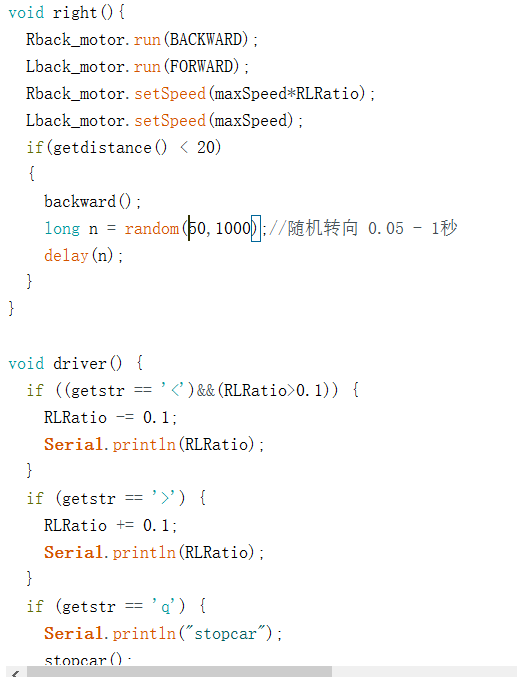 void right(){
  Rback_motor.run(BACKWARD);
  Lback_motor.run(FORWARD);
  Rback_motor.setSpeed(maxSpeed*RLRatio);
  Lback_motor.setSpeed(maxSpeed);
  if(getdistance() < 20)
  {
    backward();
    long n = random(50,1000);//随机转向 0.05 - 1秒
    delay(n);
  }
}

void driver() {
  if ((getstr == '<')&&(RLRatio>0.1)) {
    RLRatio -= 0.1;
    Serial.println(RLRatio);
  }
  if (getstr == '>') {
    RLRatio += 0.1;
    Serial.println(RLRatio);
  }
  if (getstr == 'q') {
    Serial.println("stopcar");
    stopcar();